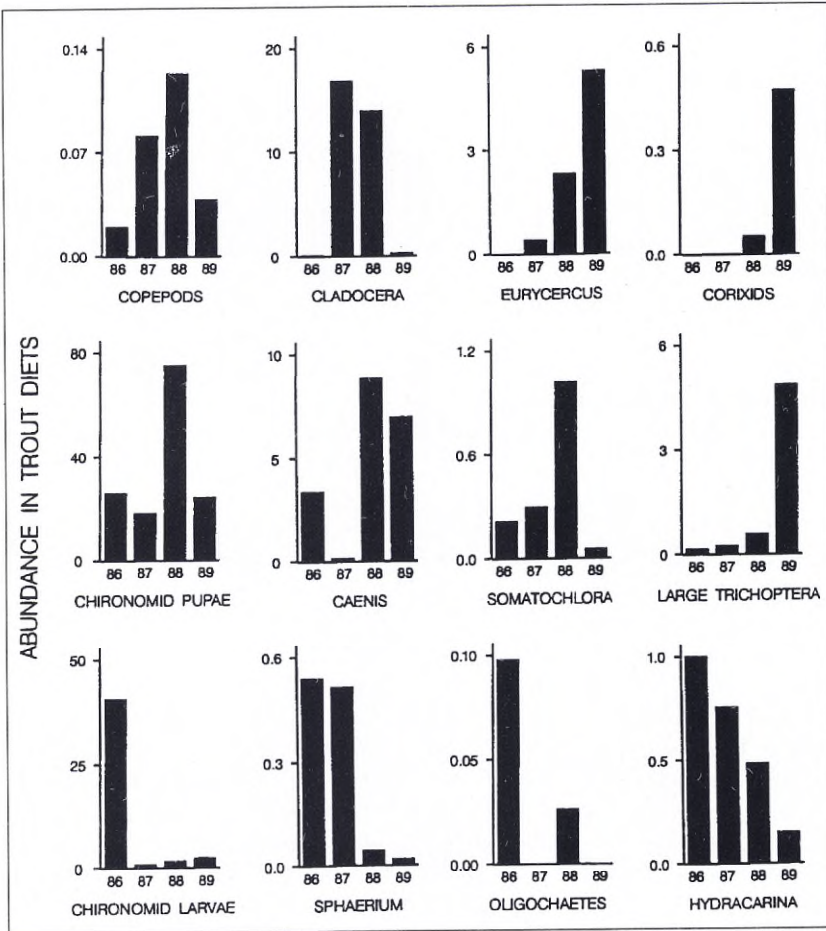 ABUNDANCE IN TROUT DIETS
0.14
0.07
0.00
86 87 88 89
COPEPODS
20
10
0
86 87 88 89
CLADOCERA
6
3
0
86 87 88 89
EURYCERCUS
0.6
0.3
0.0
86 87 88 89
CORIXIDS
80
40
0
86 87 88 89
CHIRONOMID PUPAE
10
5
0
86 87 88 89
CAENIS
1.2
0.6
0.0
86 87 88 89
SOMATOCHLORA
6
3
0
86 87 88 89
LARGE TRICHOPTERA
50
25
0
86 87 88 89
CHIRONOMID LARVAE
0.6
0.3
0.0
86 87 88 89
SPHAERIUM
0.10
0.05
0.00
86 87 88 89
OLIGOCHAETES
1.0
0.5
0.0
86 87 88 89
HYDRACARINA